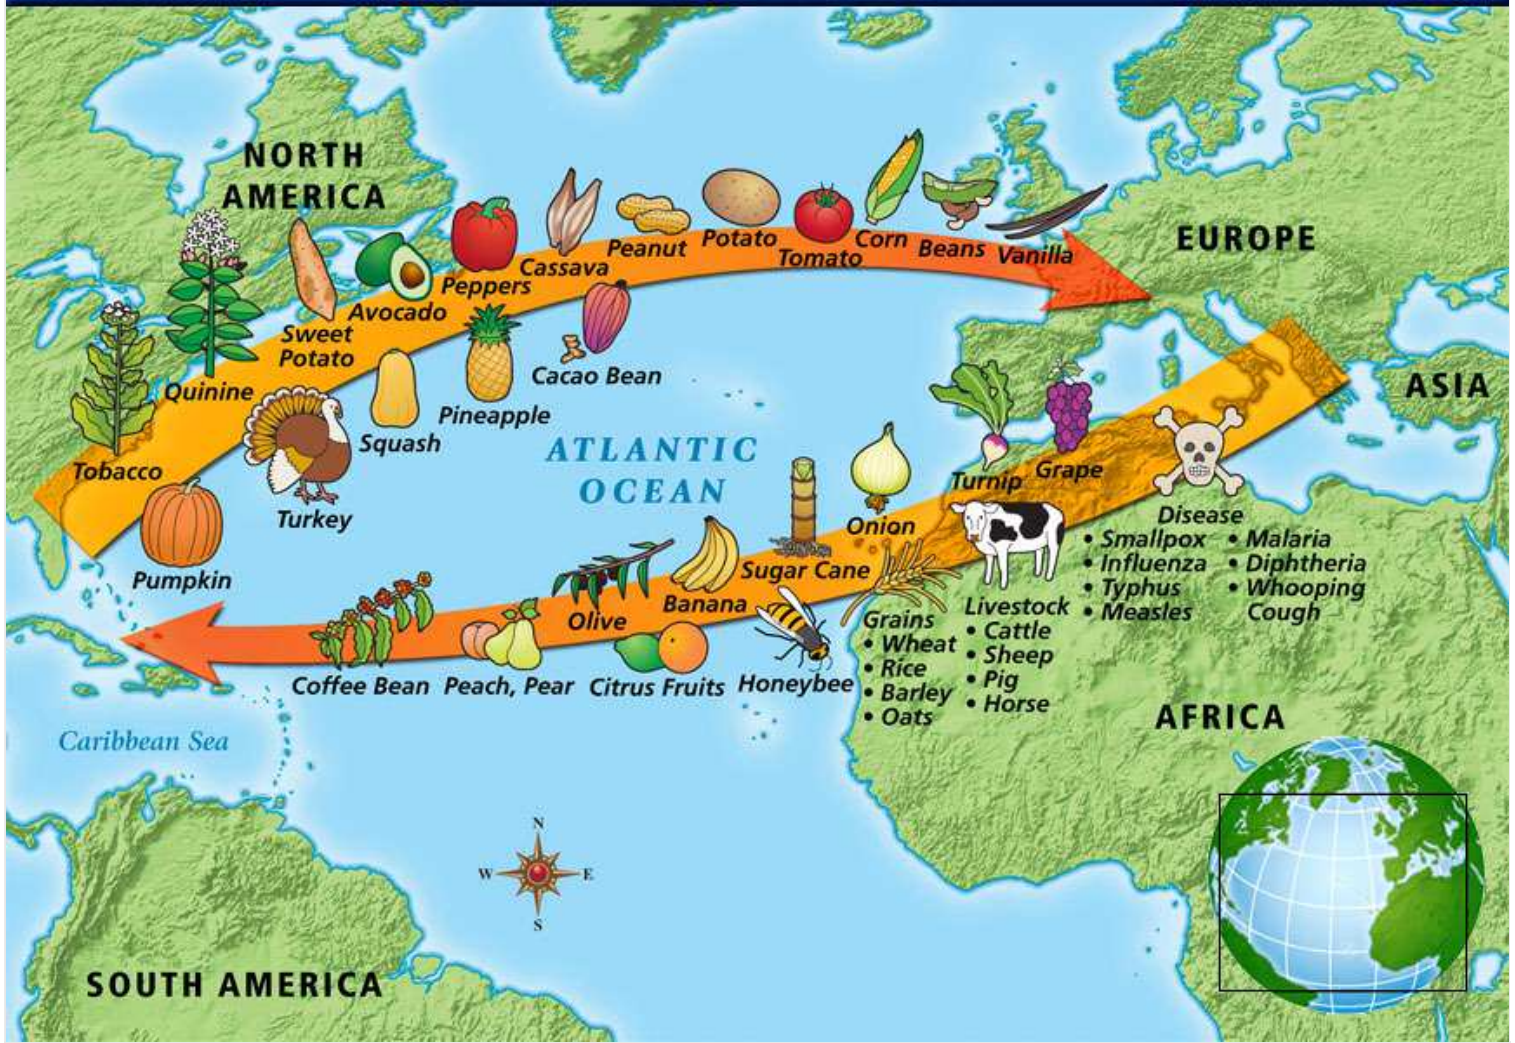 NORTH
AMERICA
EUROPE
ASIA
AFRICA
SOUTH AMERICA
ATLANTIC
OCEAN
Caribbean Sea
Tobacco
Quinine
Sweet
Potato
Avocado
Peppers
Cassava
Peanut
Potato
Tomato
Corn
Beans
Vanilla
Pumpkin
Turkey
Squash
Pineapple
Cacao Bean
Coffee Bean
Peach, Pear
Olive
Citrus Fruits
Banana
Sugar Cane
Honeybee
Onion
Turnip
Grape
Grains
• Wheat
• Rice
• Barley
• Oats
Livestock
• Cattle
• Sheep
• Pig
• Horse
Disease
• Smallpox
• Influenza
• Typhus
• Measles
• Malaria
• Diphtheria
• Whooping
Cough
N
W
E
S